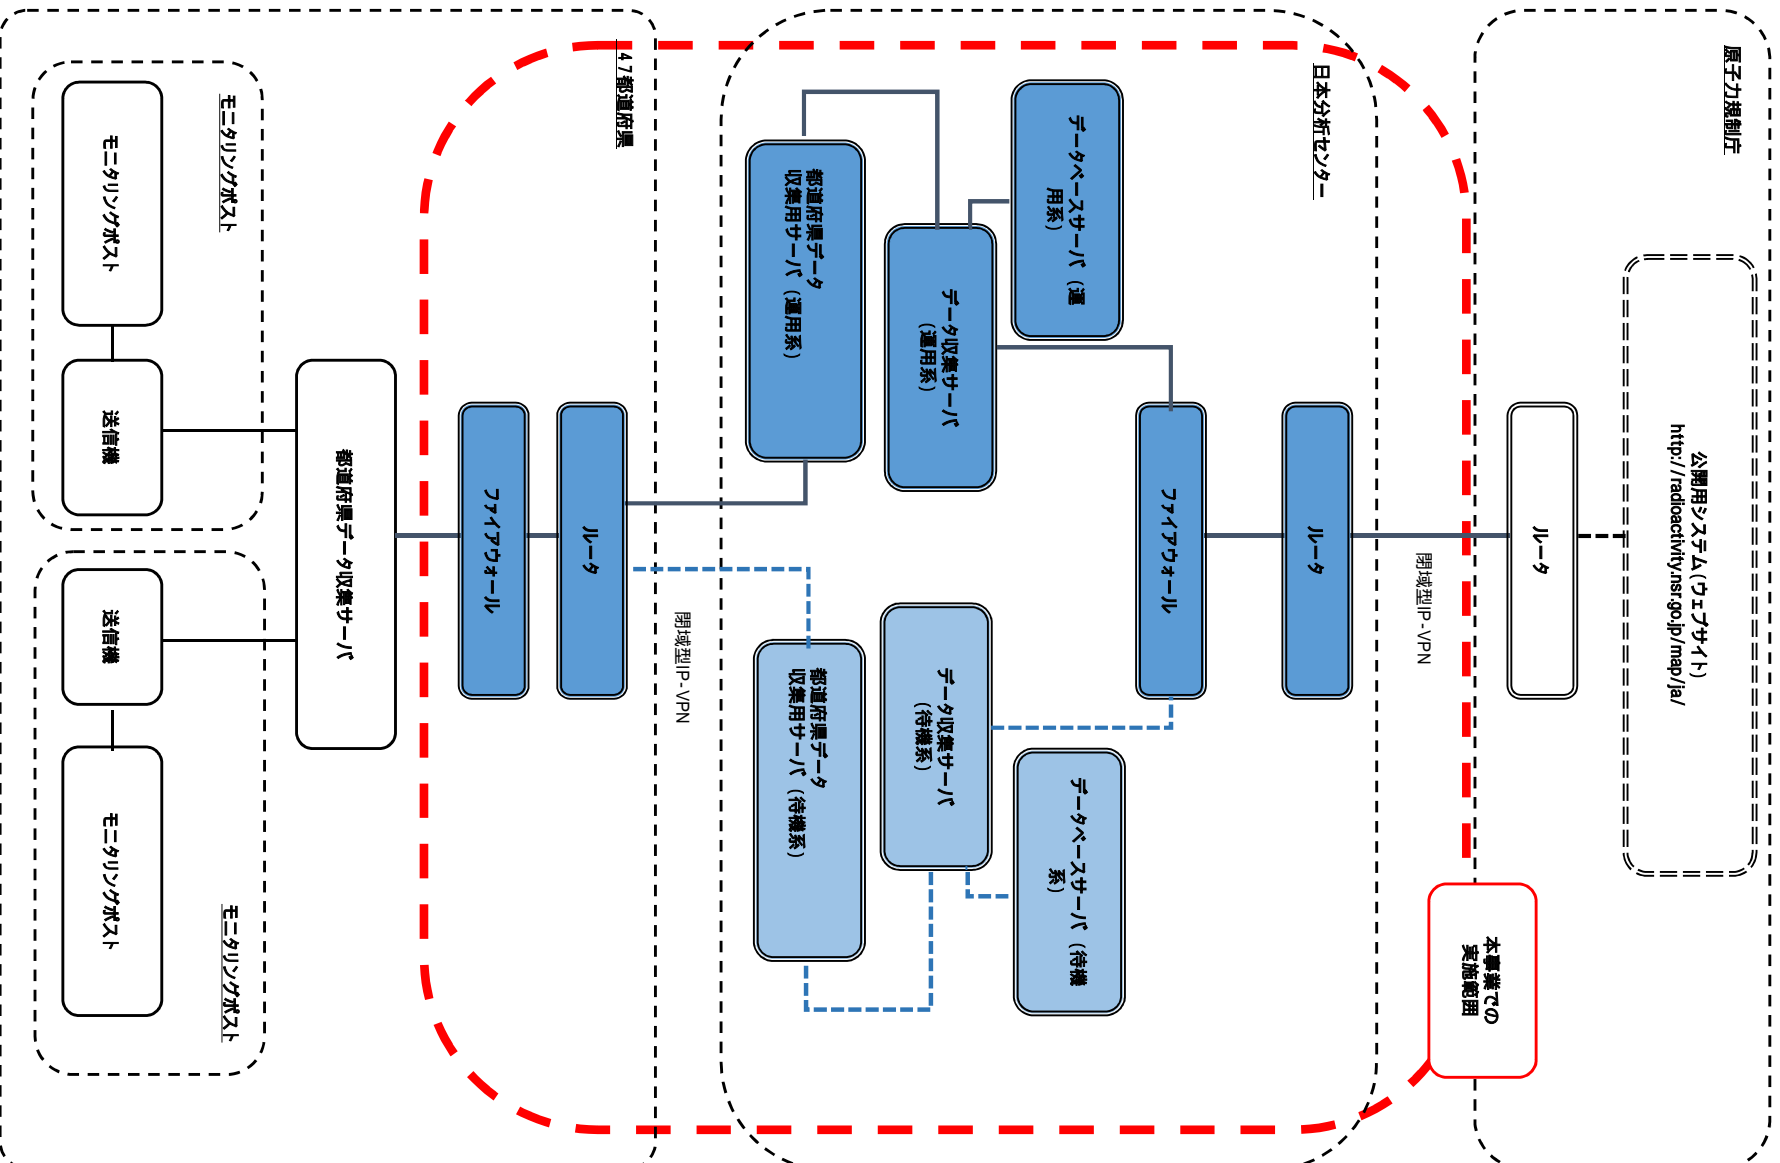 原子力規制庁
公開用システム(ウェブサイト)
http://radioactivity.nsr.go.jp/map/ja/
ルータ
本事業での
実施範囲
閉域型IP-VPN
日本分析センター
ルータ
ファイアウォール
データベースサーバ（運
用系）
データ収集サーバ
（運用系）
都道府県データ
収集用サーバ（運用系）
データベースサーバ（待機
系）
データ収集サーバ
（待機系）
都道府県データ
収集用サーバ（待機系）
閉域型IP-VPN
47都道府県
ルータ
ファイアウォール
都道府県データ収集サーバ
モニタリングポスト
モニタリングポスト
送信機
モニタリングポスト
送信機
モニタリングポスト